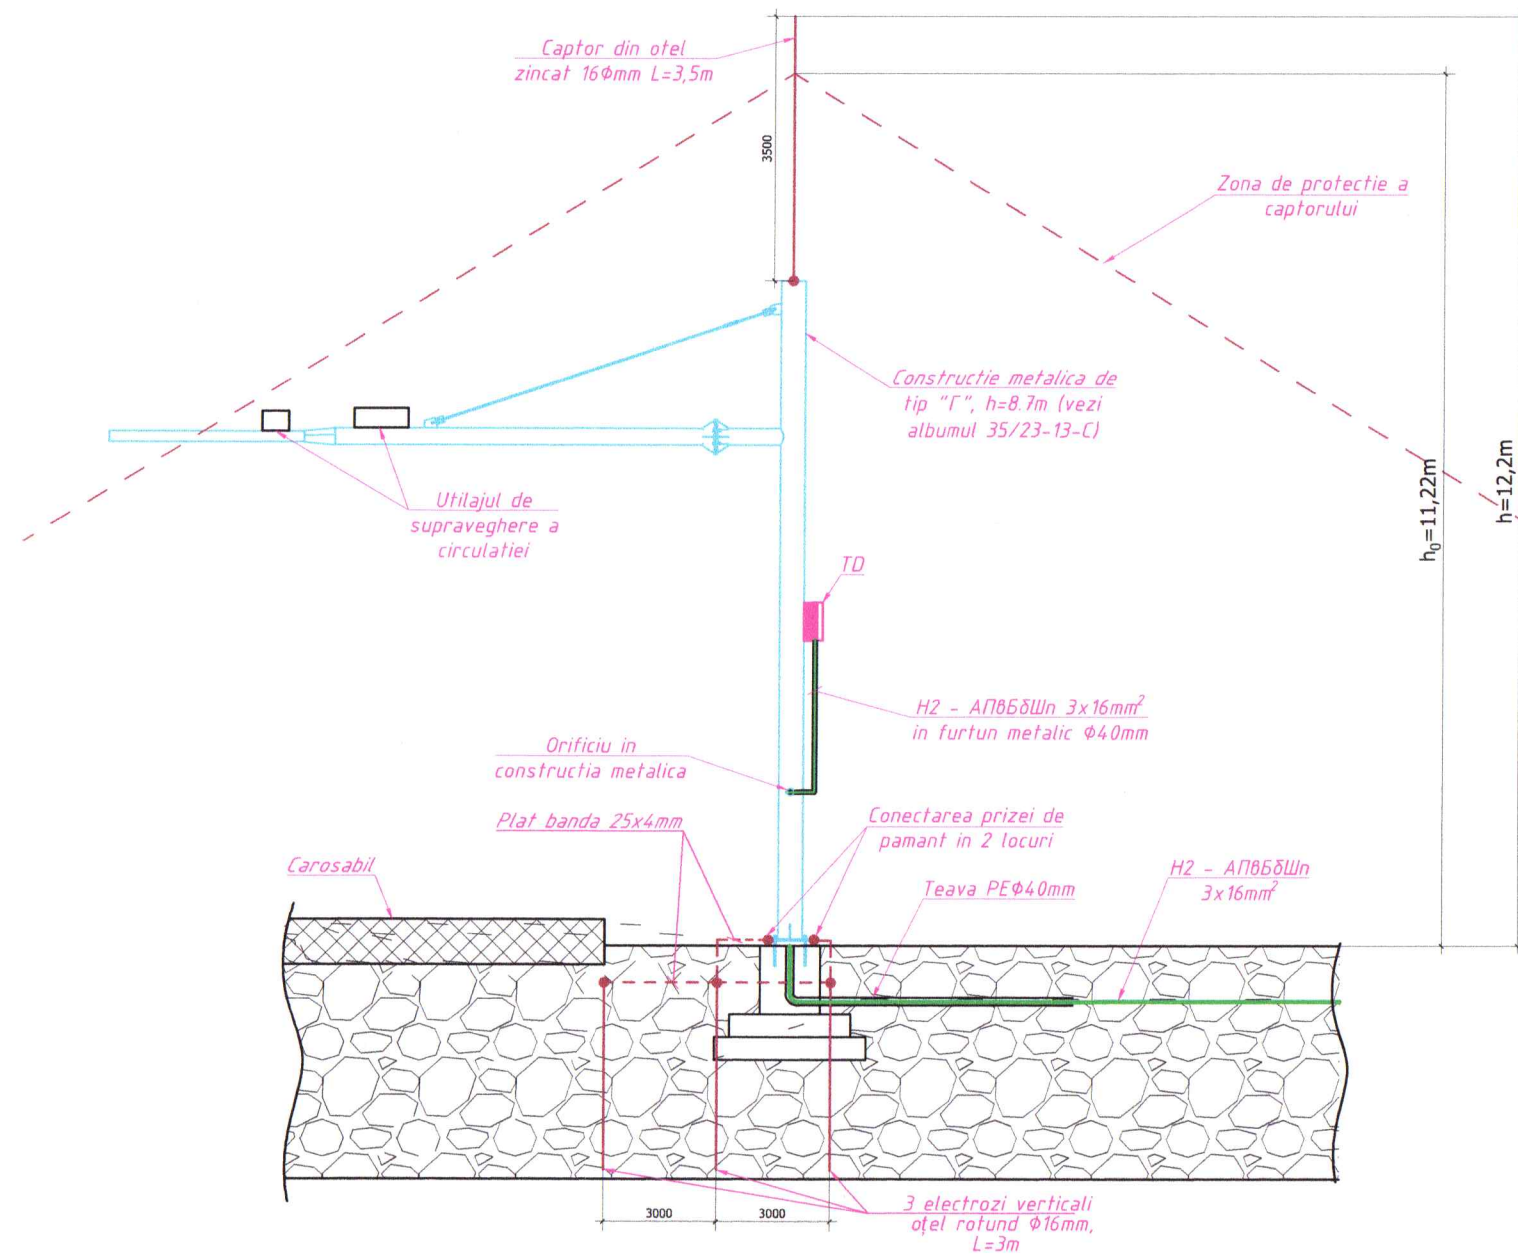 Captor din otel
zincat 16Φmm L=3,5m
3500
Zona de protectie a
captorului
Constructie metalica de
tip "Г", h=8.7m (vezi
albumul 35/23-13-C)
h₀=11,22m
h=12,2m
Utilajul de
supraveghere a
circulatiei
TD
H2 - АПвБбШп 3x16mm²
in furtun metalic Φ40mm
Orificiu in
constructia metalica
Plat banda 25x4mm
Conectarea prizei de
pamant in 2 locuri
Carosabil
Teava PEΦ40mm
H2 - АПвБбШп
3x16mm²
3000
3000
3 electrozi verticali
oțel rotund Φ16mm,
L=3m